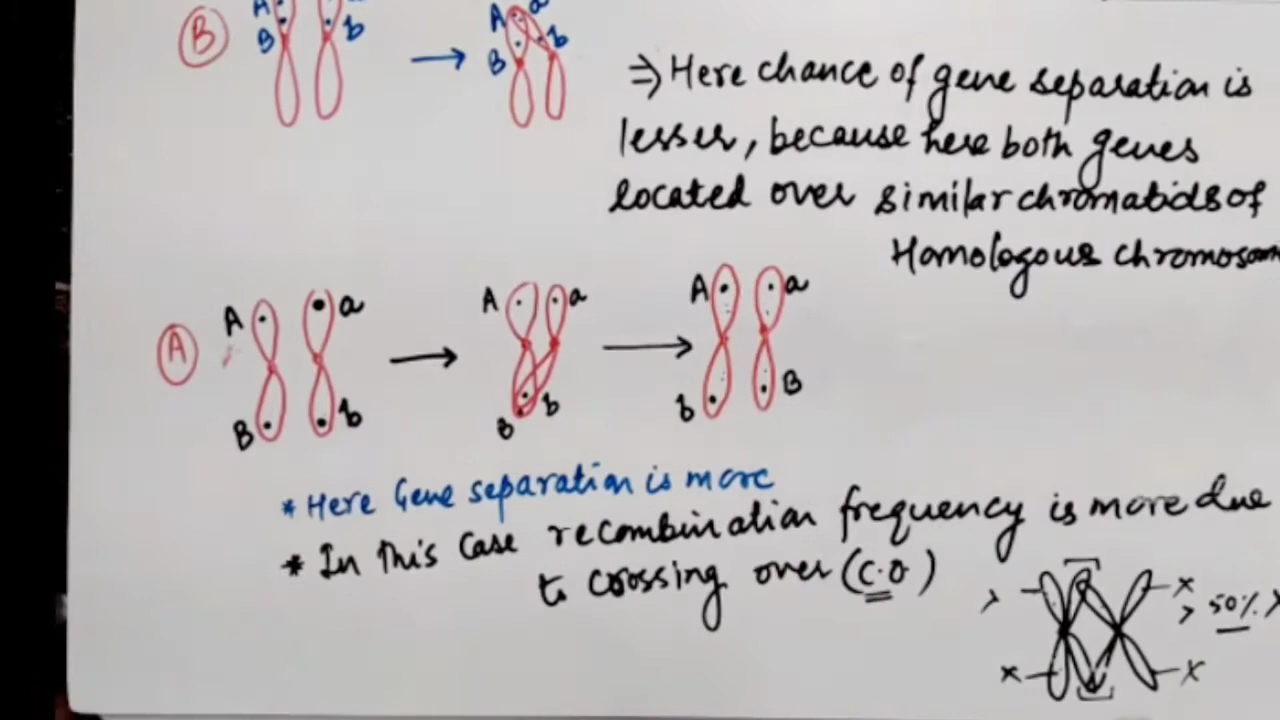 A a A a
B B b B b
⇒ Here chance of gene separation is
lesser, because here both genes
located over similar chromatids of
Homologous chromosom
A A a A a A a
B b B b b B
* Here Gene separation is more
* In this Case recombination frequency is more due
to crossing over (C.O)
x
> 50%
x x